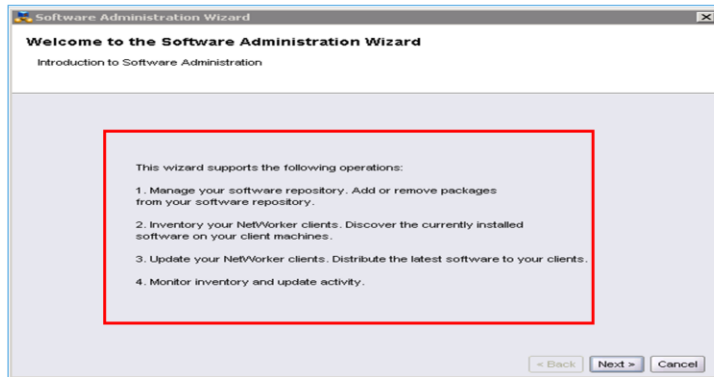 Software Administration Wizard
Welcome to the Software Administration Wizard
Introduction to Software Administration
This wizard supports the following operations:
1. Manage your software repository. Add or remove packages
from your software repository.
2. Inventory your NetWorker clients. Discover the currently installed
software on your client machines.
3. Update your NetWorker clients. Distribute the latest software to your clients.
4. Monitor inventory and update activity.
< Back Next > Cancel